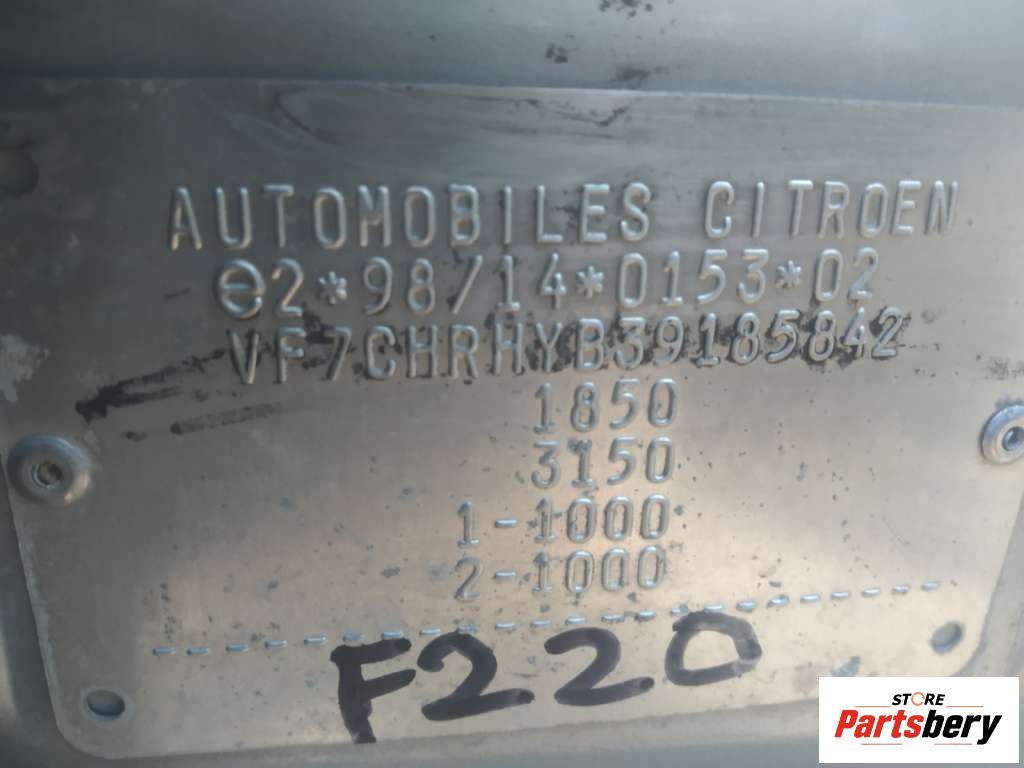 AUTOMOBILES CITROEN
e2*98/14*0153*02
VF7CHRHYB39185842
1850
3150
1-1000
2-1000
---------------------
F220
STORE
Partsbery